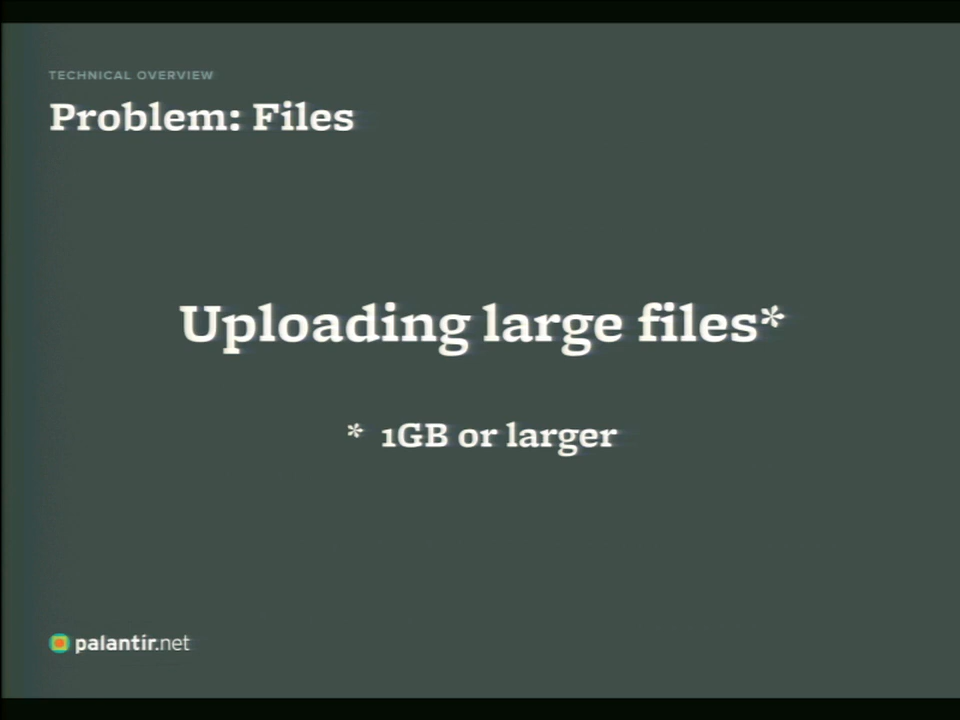 TECHNICAL OVERVIEW
Problem: Files
Uploading large files*
* 1GB or larger
palantir.net